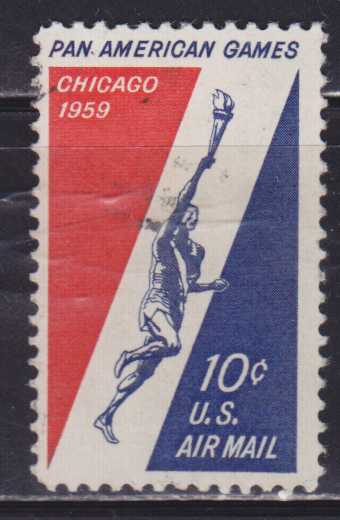 PAN AMERICAN GAMES
CHICAGO
1959
10¢
U.S.
AIR MAIL